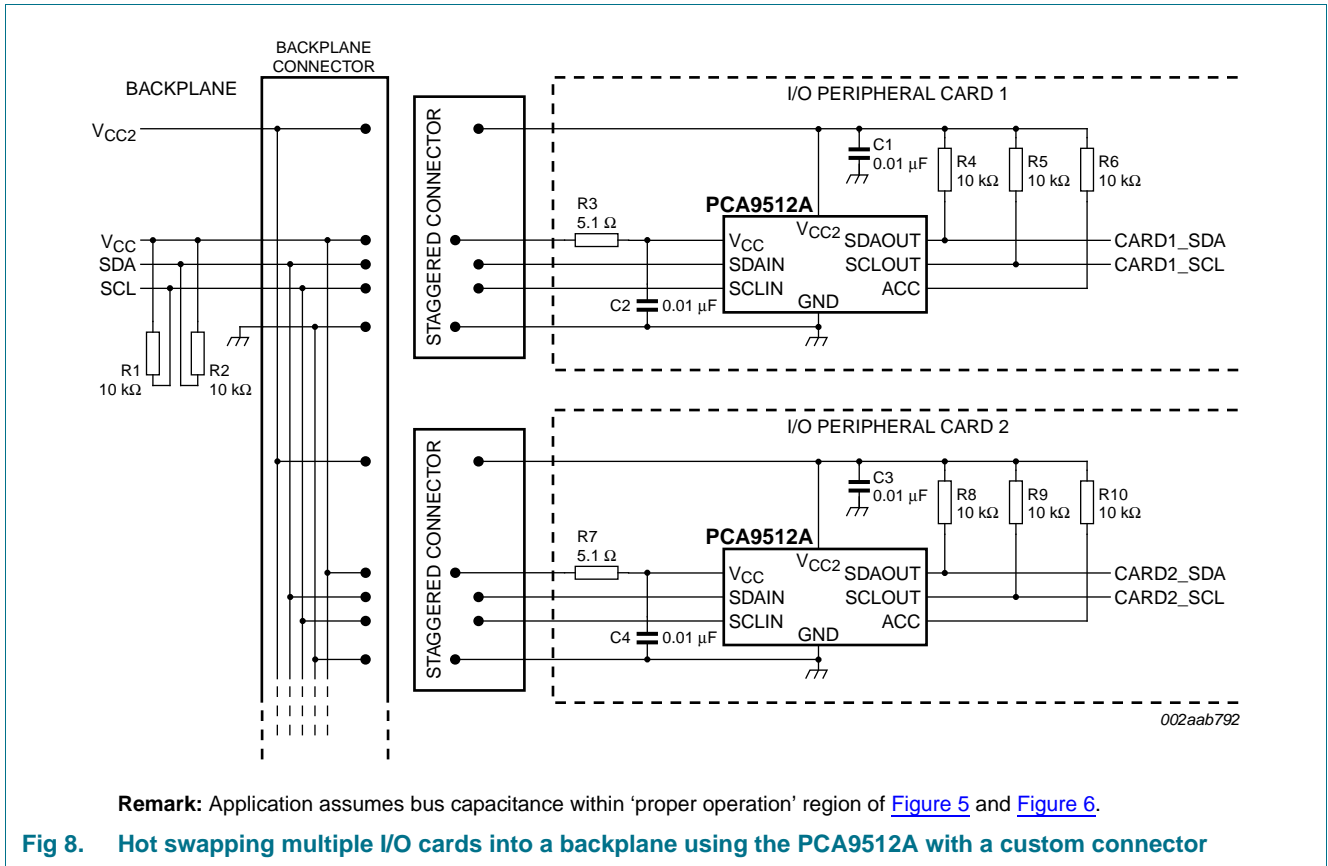 BACKPLANE
CONNECTOR
BACKPLANE
VCC2
VCC
SDA
SCL
R1
10 kΩ
R2
10 kΩ
STAGGERED CONNECTOR
I/O PERIPHERAL CARD 1
R3
5.1 Ω
C2 0.01 μF
PCA9512A
VCC
VCC2
SDAIN
SCLIN
GND
SDAOUT
SCLOUT
ACC
C1
0.01 μF
R4
10 kΩ
R5
10 kΩ
R6
10 kΩ
CARD1_SDA
CARD1_SCL
STAGGERED CONNECTOR
I/O PERIPHERAL CARD 2
R7
5.1 Ω
C4 0.01 μF
PCA9512A
VCC
VCC2
SDAIN
SCLIN
GND
SDAOUT
SCLOUT
ACC
C3
0.01 μF
R8
10 kΩ
R9
10 kΩ
R10
10 kΩ
CARD2_SDA
CARD2_SCL
002aab792
Remark: Application assumes bus capacitance within ‘proper operation’ region of Figure 5 and Figure 6.
Fig 8. Hot swapping multiple I/O cards into a backplane using the PCA9512A with a custom connector